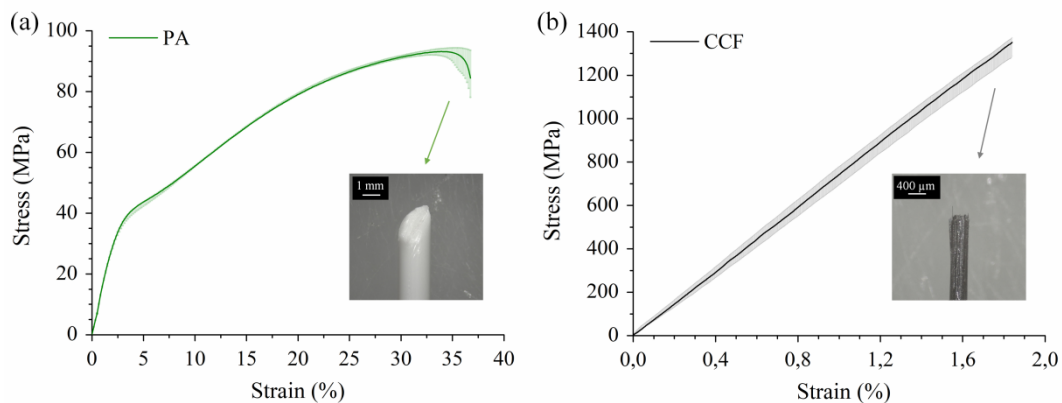 (a)
PA
100
80
60
40
20
0
Stress (MPa)
1 mm
0 5 10 15 20 25 30 35 40
Strain (%)
(b)
CCF
1400
1200
1000
800
600
400
200
0
Stress (MPa)
400 μm
0,0 0,4 0,8 1,2 1,6 2,0
Strain (%)